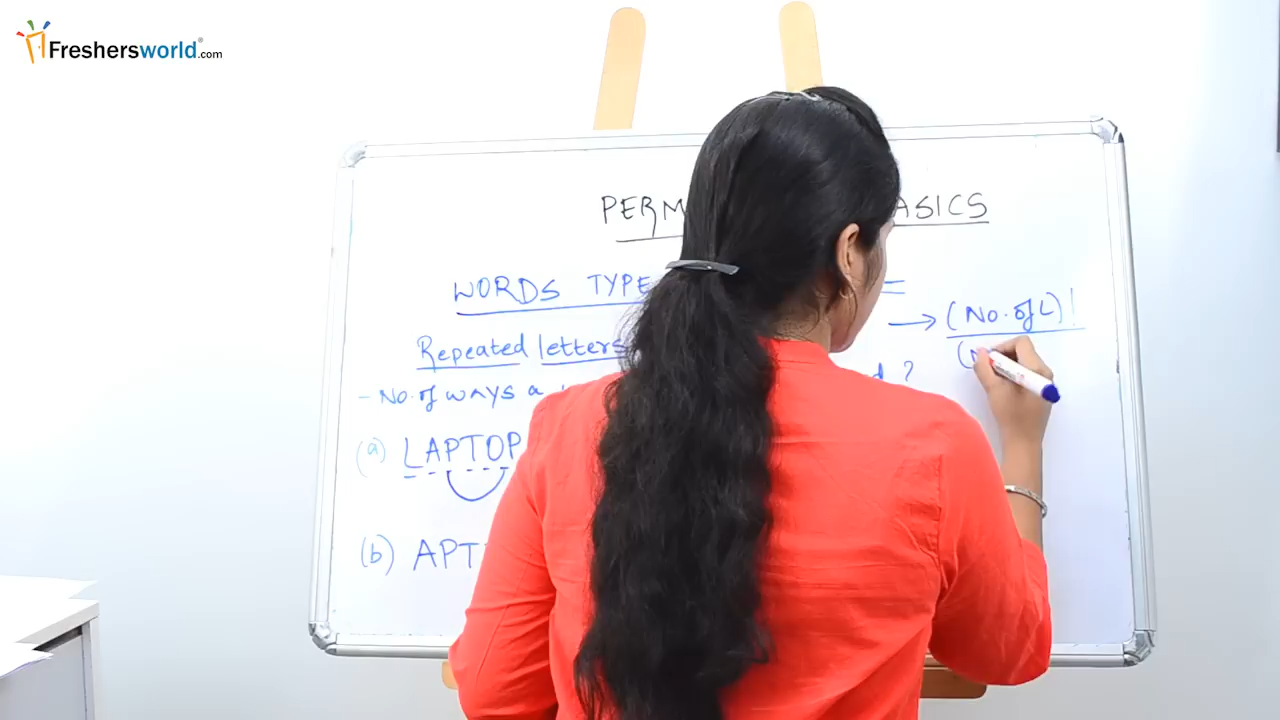 Freshersworld.com
PERM ASICS
WORDS TYPE
→ (No. of L)!
Repeated letters
- No. of ways a ?
(a) LAPTOP
(b) APT